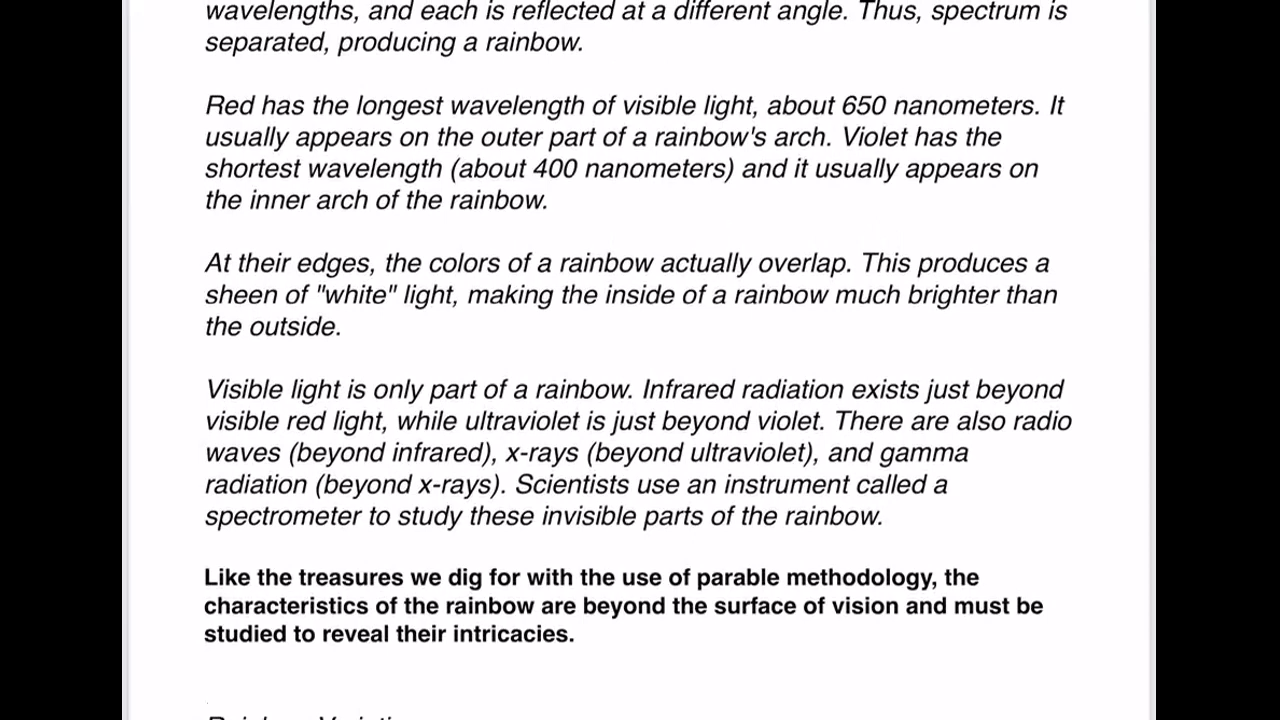 wavelengths, and each is reflected at a different angle. Thus, spectrum is
separated, producing a rainbow.
Red has the longest wavelength of visible light, about 650 nanometers. It
usually appears on the outer part of a rainbow's arch. Violet has the
shortest wavelength (about 400 nanometers) and it usually appears on
the inner arch of the rainbow.
At their edges, the colors of a rainbow actually overlap. This produces a
sheen of "white" light, making the inside of a rainbow much brighter than
the outside.
Visible light is only part of a rainbow. Infrared radiation exists just beyond
visible red light, while ultraviolet is just beyond violet. There are also radio
waves (beyond infrared), x-rays (beyond ultraviolet), and gamma
radiation (beyond x-rays). Scientists use an instrument called a
spectrometer to study these invisible parts of the rainbow.
Like the treasures we dig for with the use of parable methodology, the
characteristics of the rainbow are beyond the surface of vision and must be
studied to reveal their intricacies.